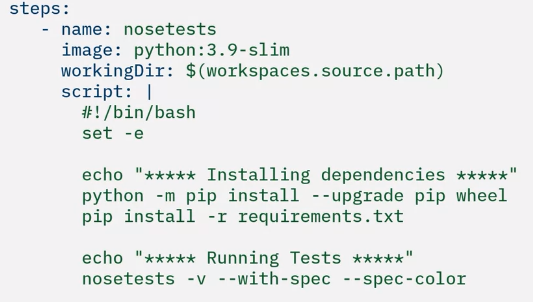 steps:
- name: nosetests
image: python:3.9-slim
workingDir: $(workspaces.source.path)
script: |
#!/bin/bash
set -e
echo "***** Installing dependencies *****"
python -m pip install --upgrade pip wheel
pip install -r requirements.txt
echo "***** Running Tests *****"
nosetests -v --with-spec --spec-color